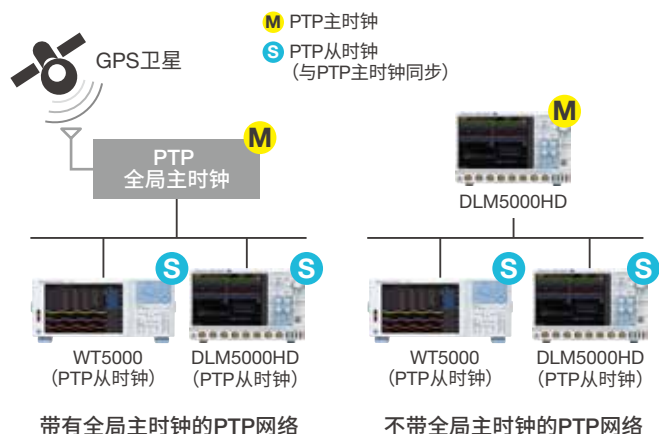 M PTP主时钟
S PTP从时钟
（与PTP主时钟同步）
GPS卫星
M
PTP
全局主时钟
M
DLM5000HD
S
S
S
S
WT5000
（PTP从时钟）
DLM5000HD
（PTP从时钟）
WT5000
（PTP从时钟）
DLM5000HD
（PTP从时钟）
带有全局主时钟的PTP网络
不带全局主时钟的PTP网络